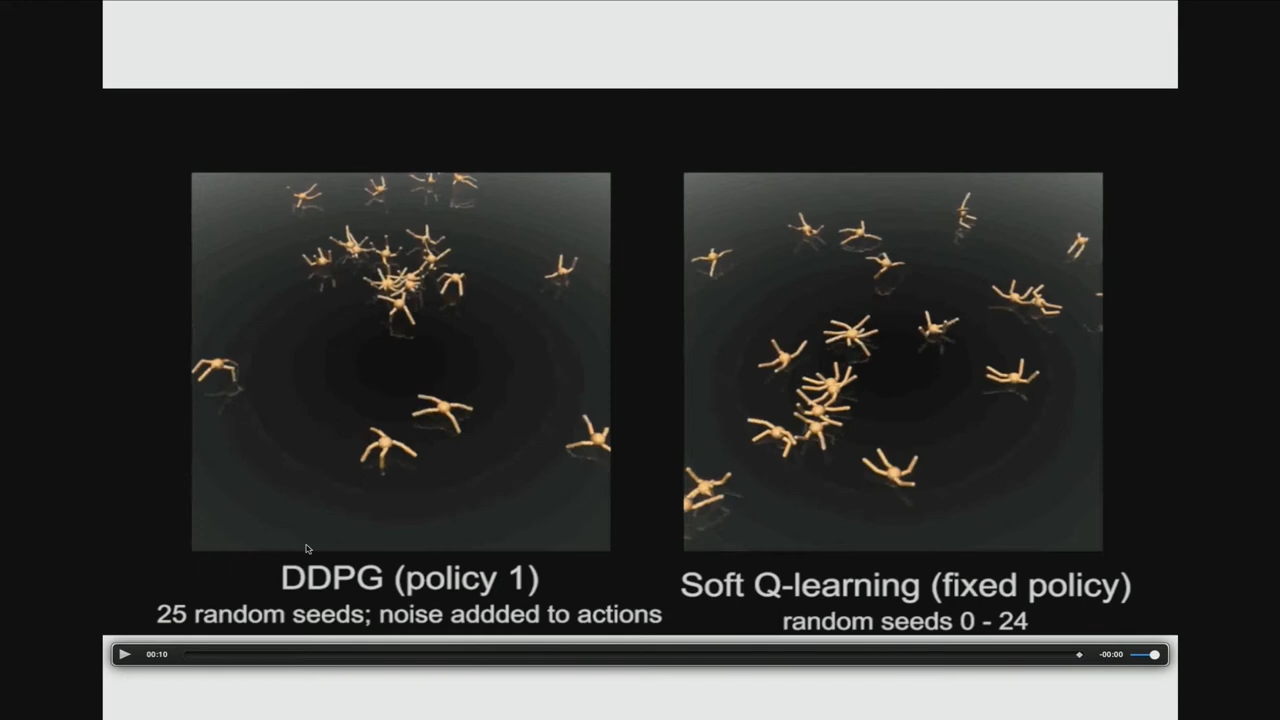 DDPG (policy 1)
25 random seeds; noise addded to actions
Soft Q-learning (fixed policy)
random seeds 0 - 24
00:10
-00:00